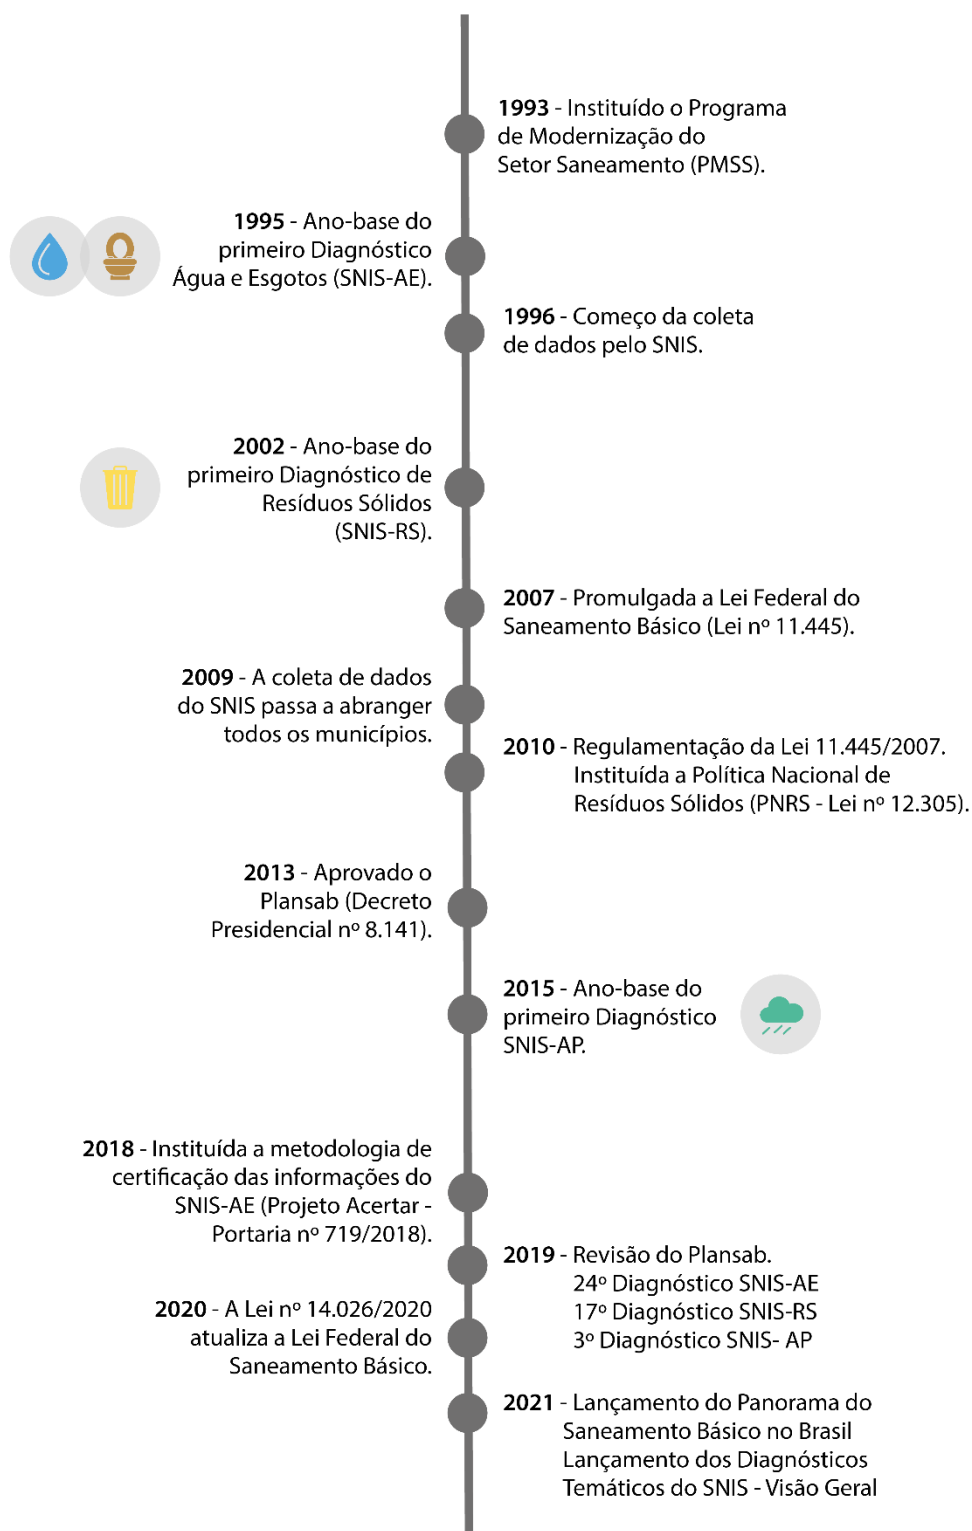 1993 - Instituído o Programa
de Modernização do
Setor Saneamento (PMSS).
1995 - Ano-base do
primeiro Diagnóstico
Água e Esgotos (SNIS-AE).
1996 - Começo da coleta
de dados pelo SNIS.
2002 - Ano-base do
primeiro Diagnóstico de
Resíduos Sólidos
(SNIS-RS).
2007 - Promulgada a Lei Federal do
Saneamento Básico (Lei nº 11.445).
2009 - A coleta de dados
do SNIS passa a abranger
todos os municípios.
2010 - Regulamentação da Lei 11.445/2007.
Instituída a Política Nacional de
Resíduos Sólidos (PNRS - Lei nº 12.305).
2013 - Aprovado o
Plansab (Decreto
Presidencial nº 8.141).
2015 - Ano-base do
primeiro Diagnóstico
SNIS-AP.
2018 - Instituída a metodologia de
certificação das informações do
SNIS-AE (Projeto Acertar -
Portaria nº 719/2018).
2019 - Revisão do Plansab.
24º Diagnóstico SNIS-AE
17º Diagnóstico SNIS-RS
3º Diagnóstico SNIS- AP
2020 - A Lei nº 14.026/2020
atualiza a Lei Federal do
Saneamento Básico.
2021 - Lançamento do Panorama do
Saneamento Básico no Brasil
Lançamento dos Diagnósticos
Temáticos do SNIS - Visão Geral